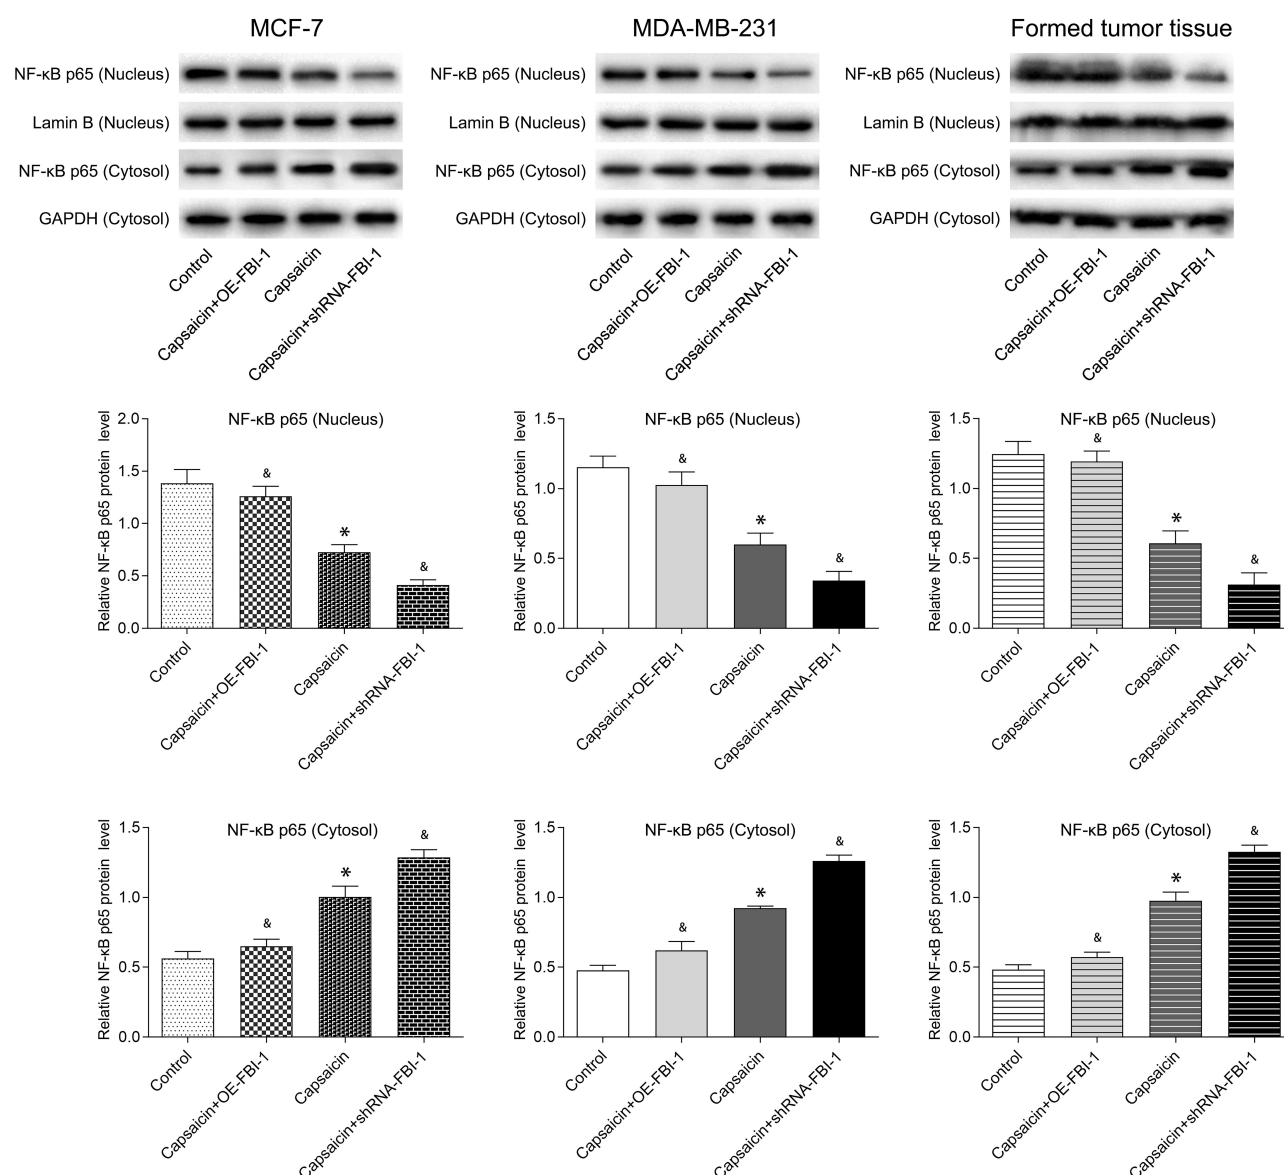 MCF-7
MDA-MB-231
Formed tumor tissue
NF-κB p65 (Nucleus)
NF-κB p65 (Nucleus)
NF-κB p65 (Nucleus)
Lamin B (Nucleus)
Lamin B (Nucleus)
Lamin B (Nucleus)
NF-κB p65 (Cytosol)
NF-κB p65 (Cytosol)
NF-κB p65 (Cytosol)
GAPDH (Cytosol)
GAPDH (Cytosol)
GAPDH (Cytosol)
Control
Capsaicin+OE-FBI-1
Capsaicin
Capsaicin+shRNA-FBI-1
Control
Capsaicin+OE-FBI-1
Capsaicin
Capsaicin+shRNA-FBI-1
Control
Capsaicin+OE-FBI-1
Capsaicin
Capsaicin+shRNA-FBI-1
NF-κB p65 (Nucleus)
Relative NF-κB p65 protein level
2.0
1.5
1.0
0.5
0.0
&
*
&
Control
Capsaicin+OE-FBI-1
Capsaicin
Capsaicin+shRNA-FBI-1
NF-κB p65 (Nucleus)
Relative NF-κB p65 protein level
1.5
1.0
0.5
0.0
&
*
&
Control
Capsaicin+OE-FBI-1
Capsaicin
Capsaicin+shRNA-FBI-1
NF-κB p65 (Nucleus)
Relative NF-κB p65 protein level
1.5
1.0
0.5
0.0
&
*
&
Control
Capsaicin+OE-FBI-1
Capsaicin
Capsaicin+shRNA-FBI-1
NF-κB p65 (Cytosol)
Relative NF-κB p65 protein level
1.5
1.0
0.5
0.0
&
*
&
Control
Capsaicin+OE-FBI-1
Capsaicin
Capsaicin+shRNA-FBI-1
NF-κB p65 (Cytosol)
Relative NF-κB p65 protein level
1.5
1.0
0.5
0.0
&
*
&
Control
Capsaicin+OE-FBI-1
Capsaicin
Capsaicin+shRNA-FBI-1
NF-κB p65 (Cytosol)
Relative NF-κB p65 protein level
1.5
1.0
0.5
0.0
&
*
&
Control
Capsaicin+OE-FBI-1
Capsaicin
Capsaicin+shRNA-FBI-1